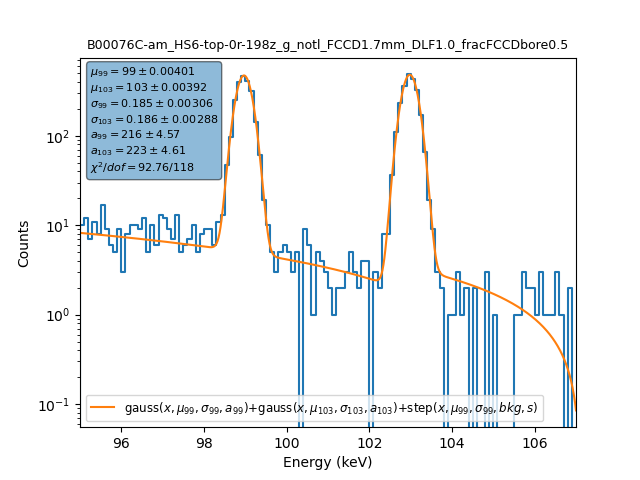 B00076C-am_HS6-top-0r-198z_g_notl_FCCD1.7mm_DLF1.0_fracFCCDbore0.5
μ99 = 99 ± 0.00401
μ103 = 103 ± 0.00392
σ99 = 0.185 ± 0.00306
σ103 = 0.186 ± 0.00288
a99 = 216 ± 4.57
a103 = 223 ± 4.61
χ²/dof = 92.76/118
10²
10¹
10⁰
10⁻¹
Counts
gauss(x, μ99, σ99, a99)+gauss(x, μ103, σ103, a103)+step(x, μ99, σ99, bkg, s)
96 98 100 102 104 106
Energy (keV)